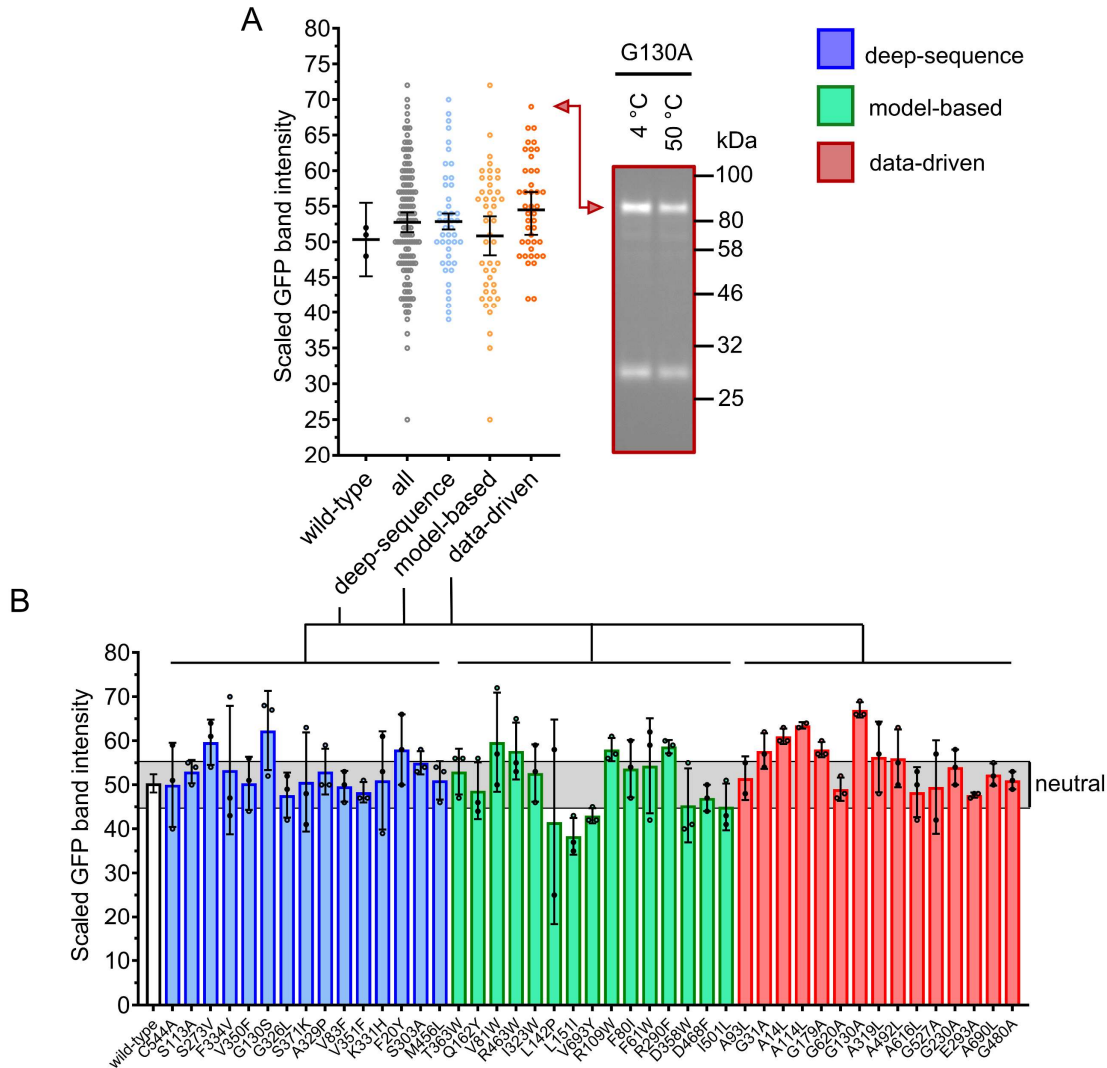 A
Scaled GFP band intensity
80
75
70
65
60
55
50
45
40
35
30
25
20
wild-type
all
deep-sequence
model-based
data-driven
G130A
4 °C
50 °C
kDa
100
80
58
46
32
25
deep-sequence
model-based
data-driven
B
Scaled GFP band intensity
80
70
60
50
40
30
20
10
0
neutral
wild-type
C544A
S113A
S273V
F334V
V350F
G130S
G326L
S371K
A329P
V83F
V351F
K331H
F20Y
S303A
M456I
T363W
Q162Y
V81W
R463W
I323W
L142P
L151I
V693Y
R109W
F80I
F61W
R290F
D358W
D468F
I501L
A93L
G31A
A14L
A114L
G179A
G620A
G130A
A319L
A492L
A616L
G527A
G230A
E293A
A690L
G480A